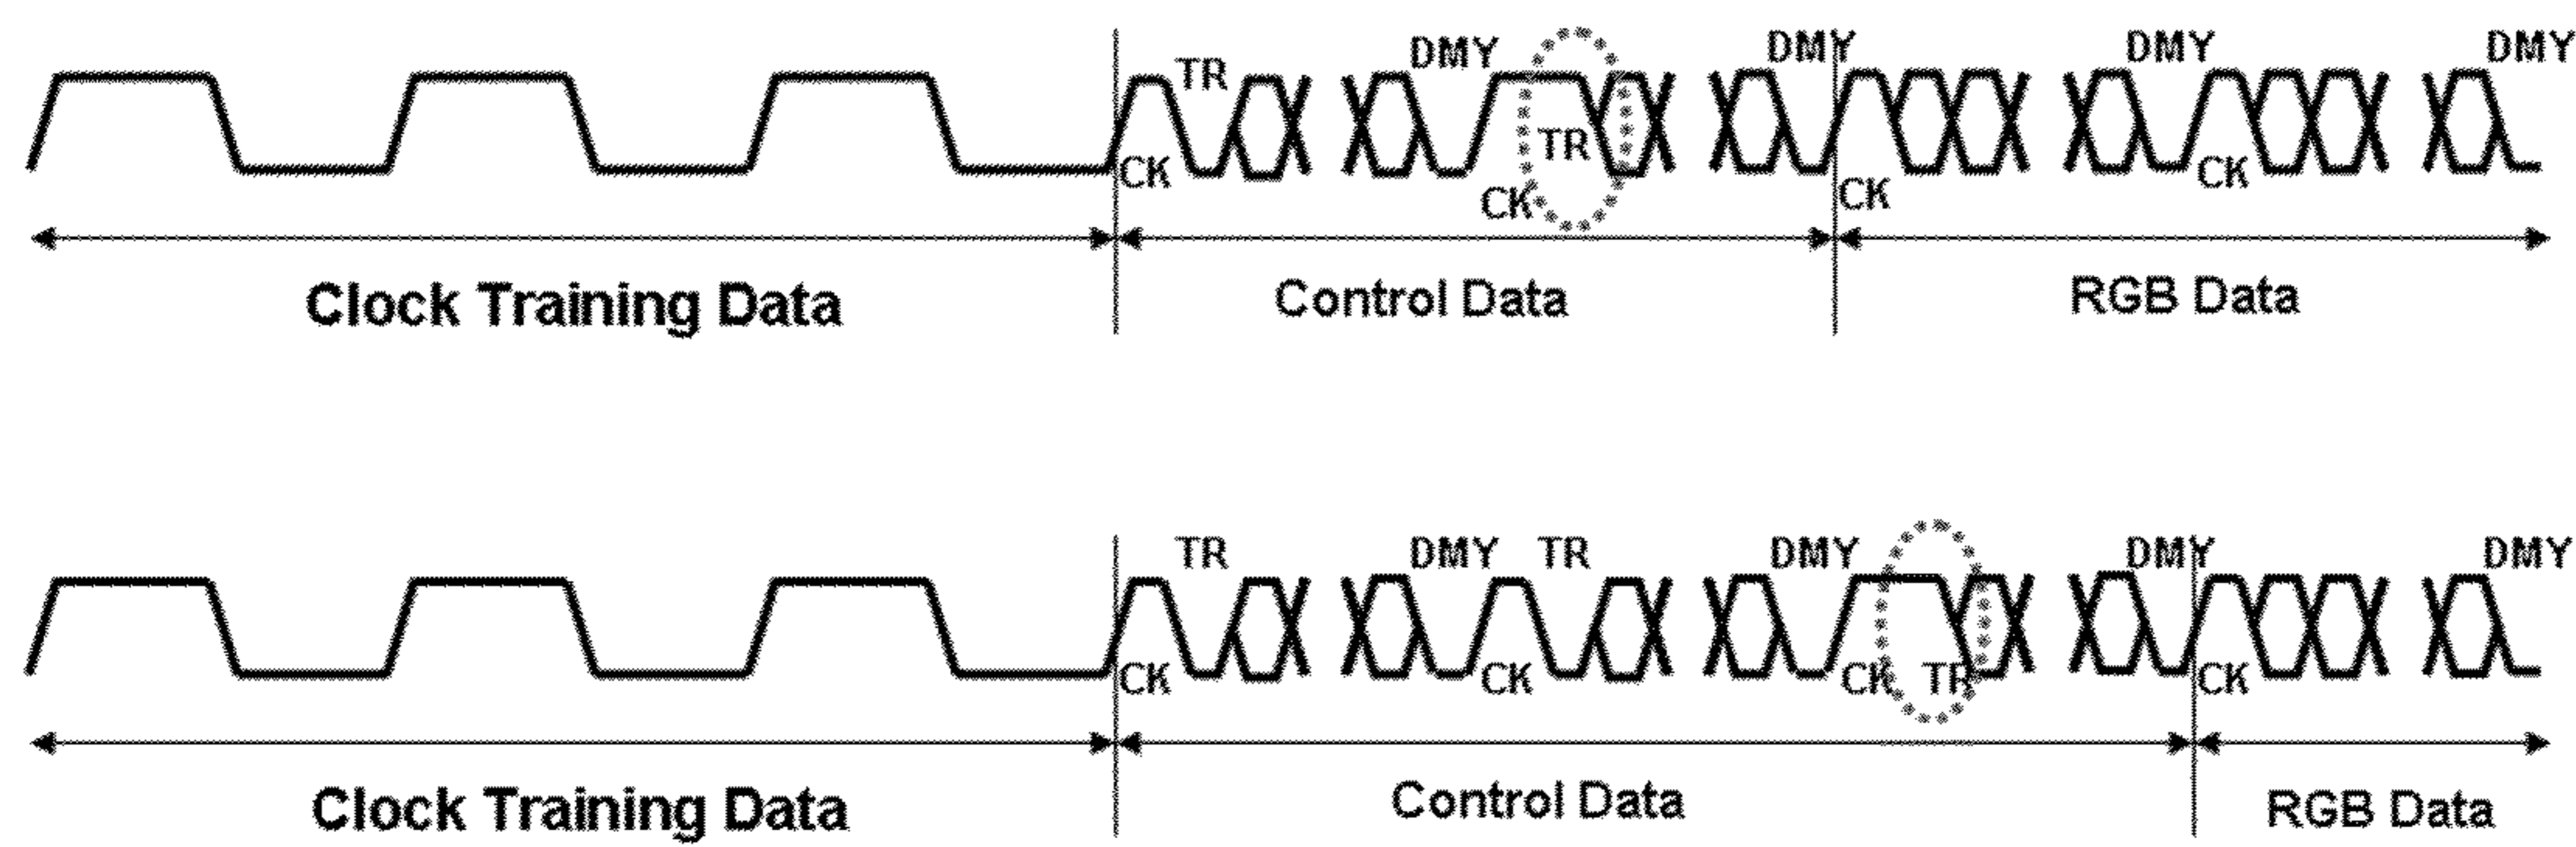 TR DMY DMY DMY DMY
TR
CK CK CK CK
Clock Training Data Control Data RGB Data
TR DMY TR DMY DMY DMY
CK CK CK TR CK
Clock Training Data Control Data RGB Data